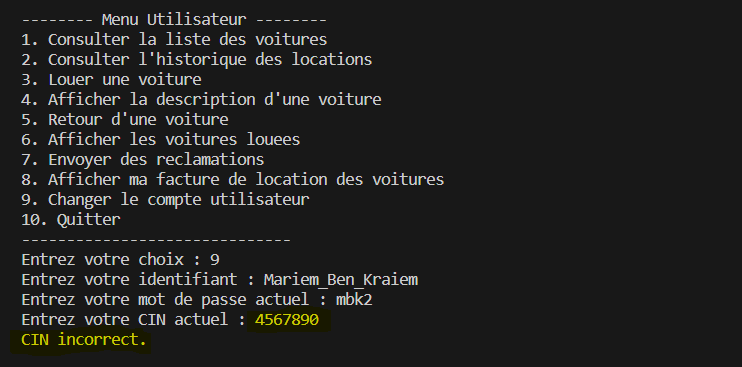 -------- Menu Utilisateur --------
1. Consulter la liste des voitures
2. Consulter l'historique des locations
3. Louer une voiture
4. Afficher la description d'une voiture
5. Retour d'une voiture
6. Afficher les voitures louees
7. Envoyer des reclamations
8. Afficher ma facture de location des voitures
9. Changer le compte utilisateur
10. Quitter
------------------------------
Entrez votre choix : 9
Entrez votre identifiant : Mariem_Ben_Kraiem
Entrez votre mot de passe actuel : mbk2
Entrez votre CIN actuel : 4567890
CIN incorrect.